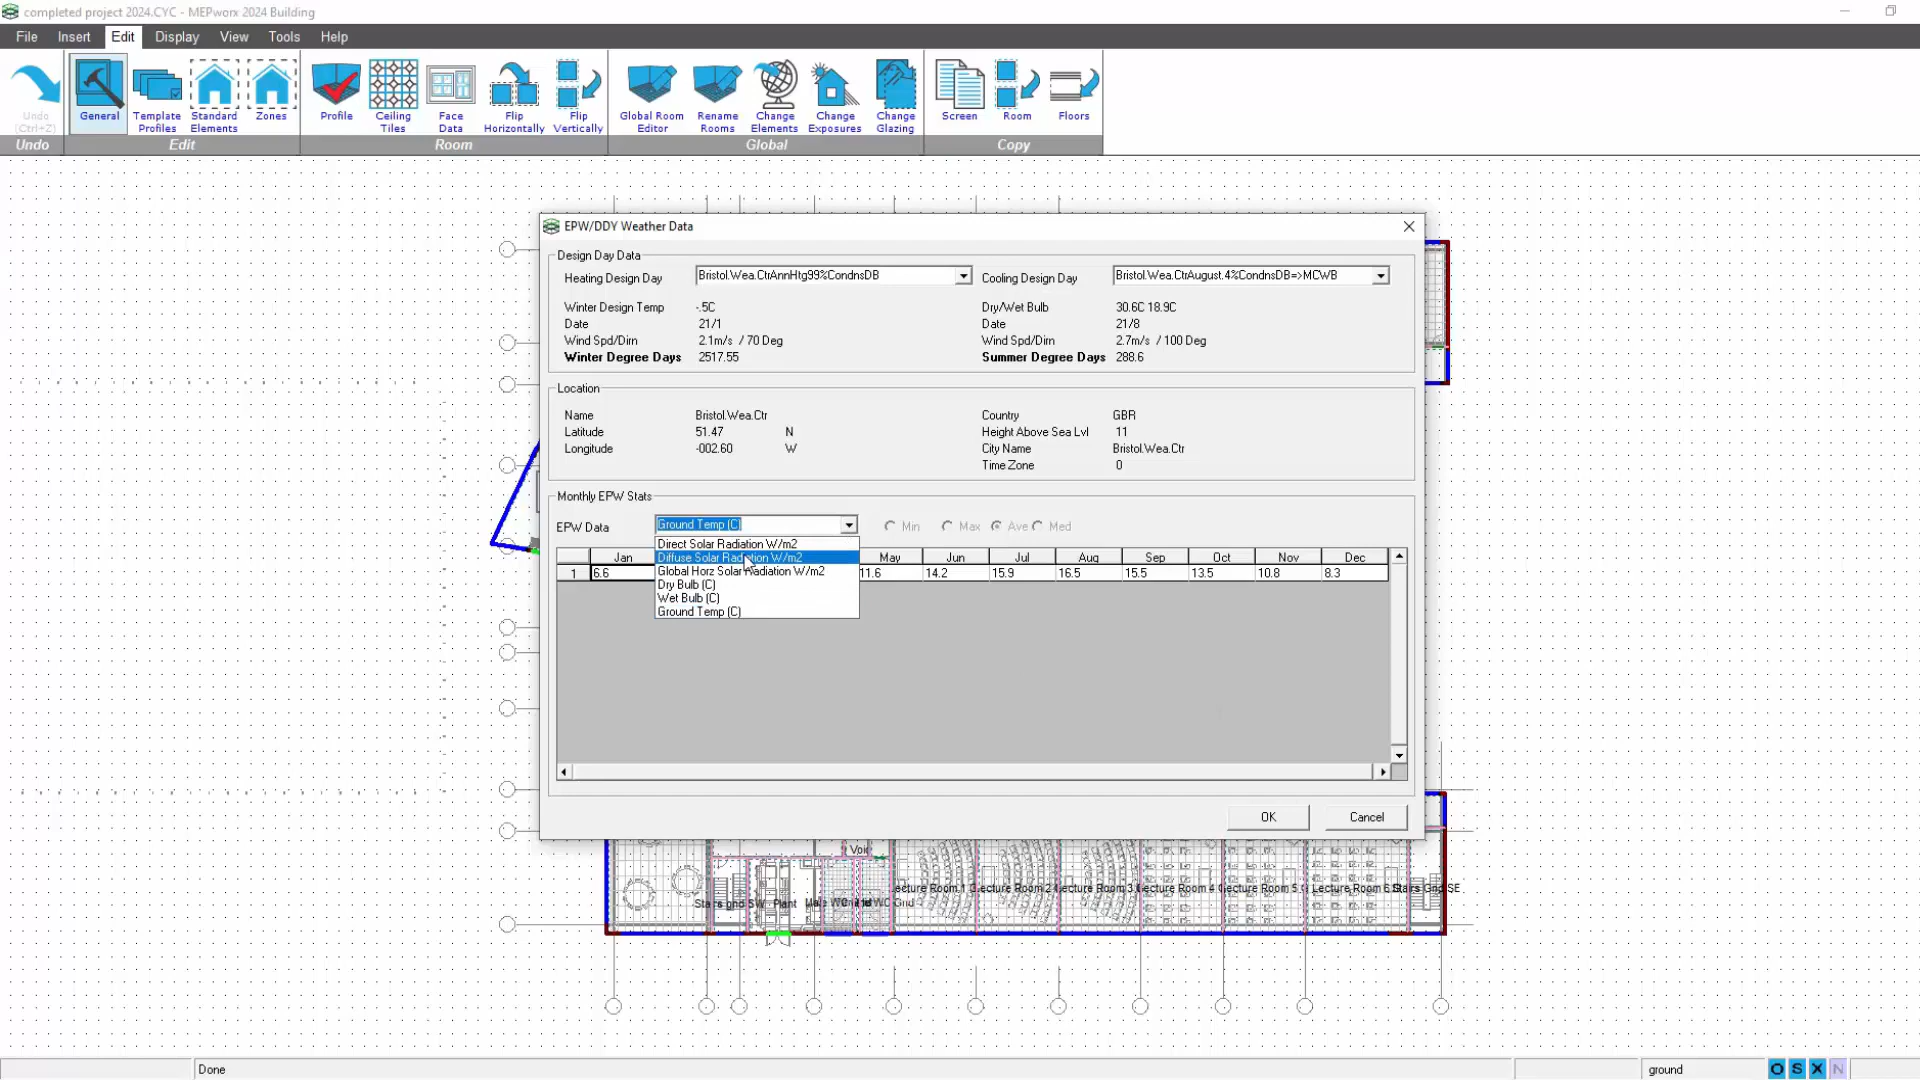 completed project 2024.CYC - MEPworx 2024 Building
File Insert Edit Display View Tools Help
Undo (Ctrl+Z)
General
Template Profiles
Standard Elements
Zones
Profile
Ceiling Tiles
Face Data
Flip Horizontally
Flip Vertically
Global Room Editor
Rename Rooms
Change Elements
Change Exposures
Change Glazing
Screen
Room
Floors
Undo Edit Room Global Copy
EPW/DDY Weather Data
Design Day Data
Heating Design Day Bristol.Wea.CtrAnnHtg99%CondnsDB Cooling Design Day Bristol.Wea.CtrAugust.4%CondnsDB=>MCWB
Winter Design Temp -.5C Dry/Wet Bulb 30.6C 18.9C
Date 21/1 Date 21/8
Wind Spd/Dirn 2.1m/s / 70 Deg Wind Spd/Dirn 2.7m/s / 100 Deg
Winter Degree Days 2517.55 Summer Degree Days 288.6
Location
Name Bristol.Wea.Ctr Country GBR
Latitude 51.47 N Height Above Sea Lvl 11
Longitude -002.60 W City Name Bristol.Wea.Ctr
Time Zone 0
Monthly EPW Stats
EPW Data Ground Temp (C) Min Max Ave Med
Direct Solar Radiation W/m2
Diffuse Solar Radiation W/m2
Global Horz Solar Radiation W/m2
Dry Bulb (C)
Wet Bulb (C)
Ground Temp (C)
Jan May Jun Jul Aug Sep Oct Nov Dec
1 6.6 11.6 14.2 15.9 16.5 15.5 13.5 10.8 8.3
OK Cancel
Void
Lecture Room 1 Lecture Room 2 Lecture Room 3 Lecture Room 4 Lecture Room 5 Lecture Room 6 Stairs Gnd SE
Stairs gnd SW Plant
Done ground O S X N